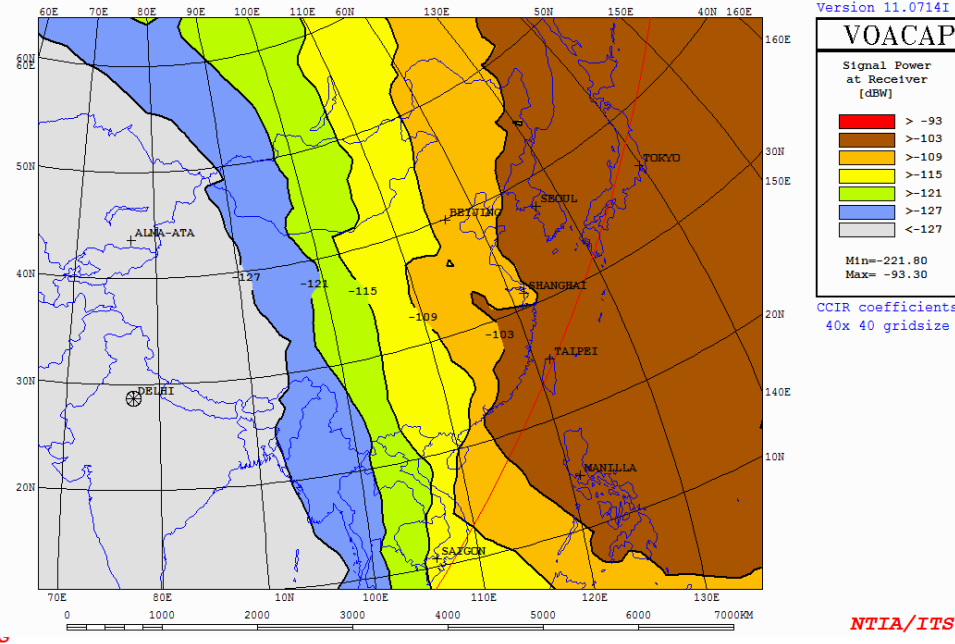 Version 11.0714I
60E 70E 80E 90E 100E 110E 60N 130E 50N 150E 40N 160E
VOACAP
160E
60N
60E
Signal Power
at Receiver
[dBW]
> -93
> -103
>-109
>-115
>-121
>-127
<-127
Min=-221.80
Max= -93.30
CCIR coefficients
40x 40 gridsize
50N
30N
150E
TOKYO
SEOUL
BEIJING
ALMA-ATA
40N
-127
-121
-115
SHANGHAI
-109
20N
-103
TAIPEI
30N
DELHI
140E
10N
MANILLA
20N
SAIGON
70E 80E 10N 100E 110E 120E 130E
0 1000 2000 3000 4000 5000 6000 7000KM
NTIA/ITS